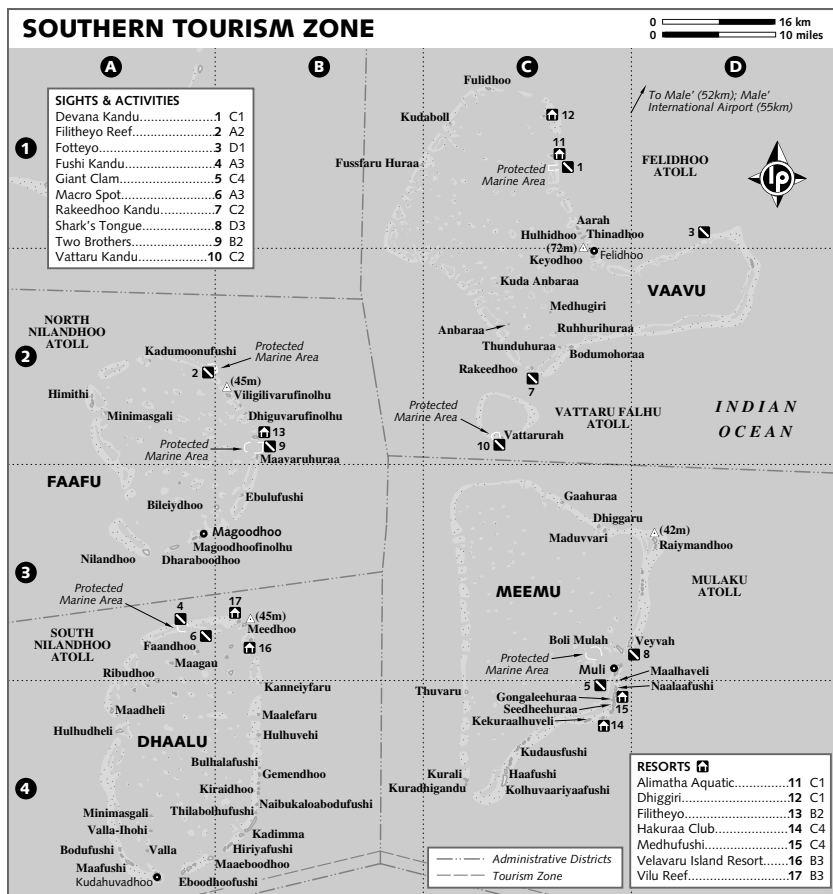 SOUTHERN TOURISM ZONE
0 16 km
0 10 miles
A B C D
1
2
3
4
SIGHTS & ACTIVITIES
Devana Kandu.....................1 C1
Filitheyo Reef.....................2 A2
Fotteyo.....................3 D1
Fushi Kandu.....................4 A3
Giant Clam.....................5 C4
Macro Spot.....................6 A3
Rakeedhoo Kandu.....................7 C2
Shark's Tongue.....................8 D3
Two Brothers.....................9 B2
Vattaru Kandu.....................10 C2
Fulidhoo
Kudaboll
12
11
Fussfaru Huraa
Protected
Marine Area
1
To Male' (52km); Male'
International Airport (55km)
FELIDHOO
ATOLL
lp
Aarah
Hulhidhoo
Thinadhoo
(72m)
Keyodhoo
Felidhoo
3
VAAVU
Kuda Anbaraa
Medhugiri
Anbaraa
Ruhhurihuraa
Thunduhuraa
Bodumohoraa
Rakeedhoo
7
Protected
Marine Area
VATTARU FALHU
ATOLL
10
Vattarurah
INDIAN
OCEAN
NORTH
NILANDHOO
ATOLL
Kadumoonufushi
Protected
Marine Area
2
(45m)
Himithi
Viligilivarufinolhu
Minimasgali
Dhiguvarufinolhu
13
Protected
Marine Area
9
Maavaruhuraa
FAAFU
Ebulufushi
Bileiydhoo
Magoodhoo
Magoodhoofinolhu
Nilandhoo
Dharaboodhoo
Protected
Marine Area
4
17
(45m)
Meedhoo
6
SOUTH
NILANDHOO
ATOLL
Faandhoo
16
Maagau
Ribudhoo
Kanneiyfaru
Maadheli
Maalefaru
Hulhudheli
Hulhuvehi
DHAALU
Bulhalafushi
Gemendhoo
Kiraidhoo
Naibukaloabodufushi
Minimasgali
Thilabolhufushi
Valla-Ihohi
Kadimma
Bodufushi
Valla
Hiriyafushi
Maafushi
Maaeboodhoo
Kudahuvadhoo
Eboodhoofushi
Gaahuraa
Dhiggaru
Maduvvari
(42m)
Raiymandhoo
MEEMU
MULAKU
ATOLL
Boli Mulah
Veyvah
8
Protected
Marine Area
Muli
Maalhaveli
Thuvaru
5
Naalaafushi
Gongaleehuraa
Seedheehuraa
15
Kekuraalhuveli
14
Kudausfushi
Kurali
Haafushi
Kuradhigandu
Kolhuvaariyaafushi
RESORTS
Alimatha Aquatic.....................11 C1
Dhiggiri.....................12 C1
Filitheyo.....................13 B2
Hakuraa Club.....................14 C4
Medhufushi.....................15 C4
Velavaru Island Resort.....................16 B3
Vilu Reef.....................17 B3
Administrative Districts
Tourism Zone